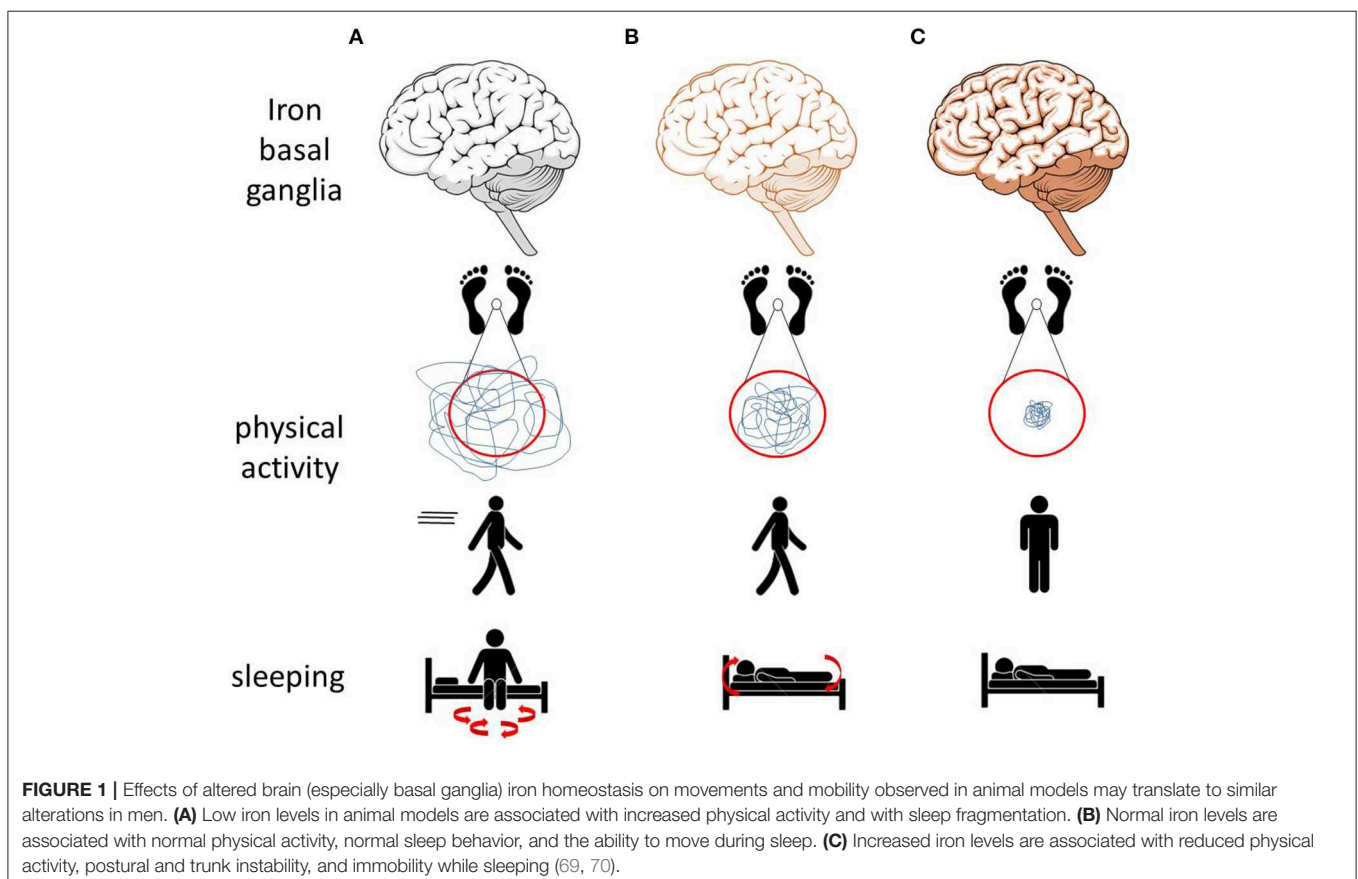 A B C
Iron
basal
ganglia
physical
activity
sleeping
FIGURE 1 | Effects of altered brain (especially basal ganglia) iron homeostasis on movements and mobility observed in animal models may translate to similar
alterations in men. (A) Low iron levels in animal models are associated with increased physical activity and with sleep fragmentation. (B) Normal iron levels are
associated with normal physical activity, normal sleep behavior, and the ability to move during sleep. (C) Increased iron levels are associated with reduced physical
activity, postural and trunk instability, and immobility while sleeping (69, 70).